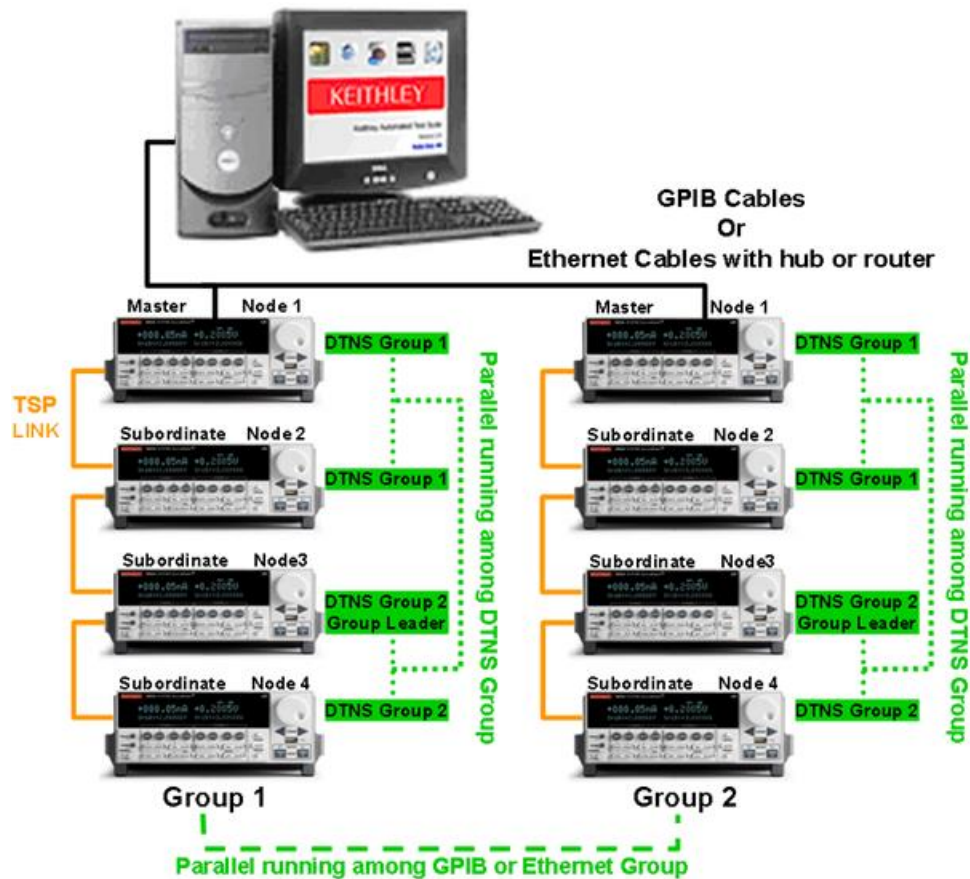 KEITHLEY
Keithley Automated Test Suite
GPIB Cables
Or
Ethernet Cables with hub or router
Master Node 1
DTNS Group 1
TSP
LINK
Subordinate Node 2
DTNS Group 1
Subordinate Node3
DTNS Group 2
Group Leader
Subordinate Node 4
DTNS Group 2
Group 1
Parallel running among DTNS Group
Master Node 1
DTNS Group 1
Subordinate Node 2
DTNS Group 1
Subordinate Node3
DTNS Group 2
Group Leader
Subordinate Node 4
DTNS Group 2
Group 2
Parallel running among DTNS Group
Parallel running among GPIB or Ethernet Group